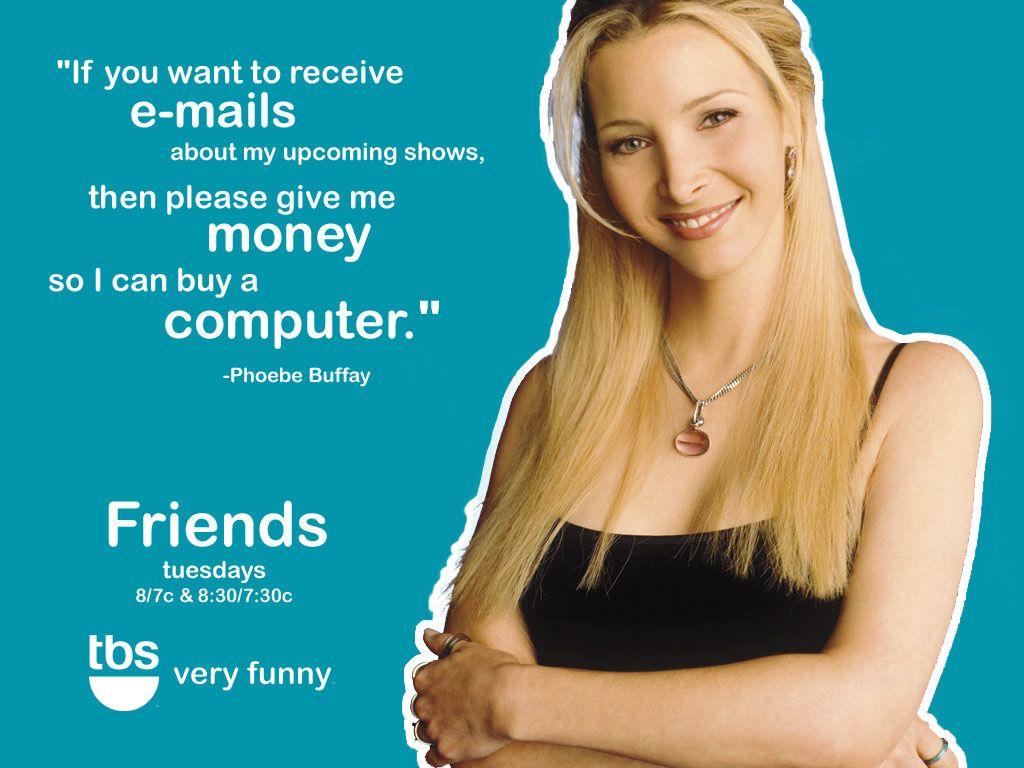 "If you want to receive
e-mails
about my upcoming shows,
then please give me
money
so I can buy a
computer."
-Phoebe Buffay
Friends
tuesdays
8/7c & 8:30/7:30c
tbs
very funny